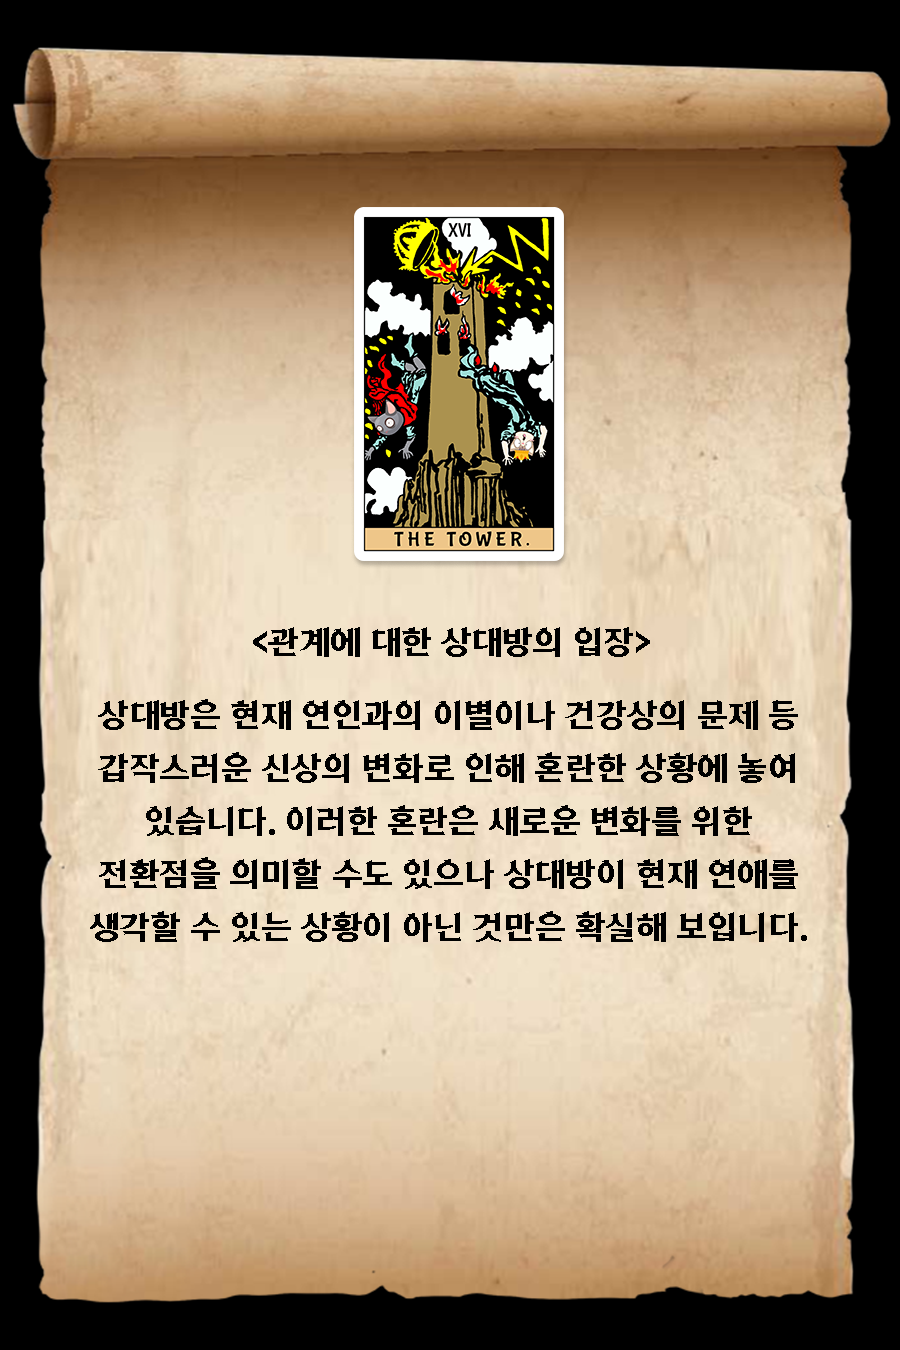 XVI
THE TOWER.
<관계에 대한 상대방의 입장>
상대방은 현재 연인과의 이별이나 건강상의 문제 등
갑작스러운 신상의 변화로 인해 혼란한 상황에 놓여
있습니다. 이러한 혼란은 새로운 변화를 위한
전환점을 의미할 수도 있으나 상대방이 현재 연애를
생각할 수 있는 상황이 아닌 것만은 확실해 보입니다.